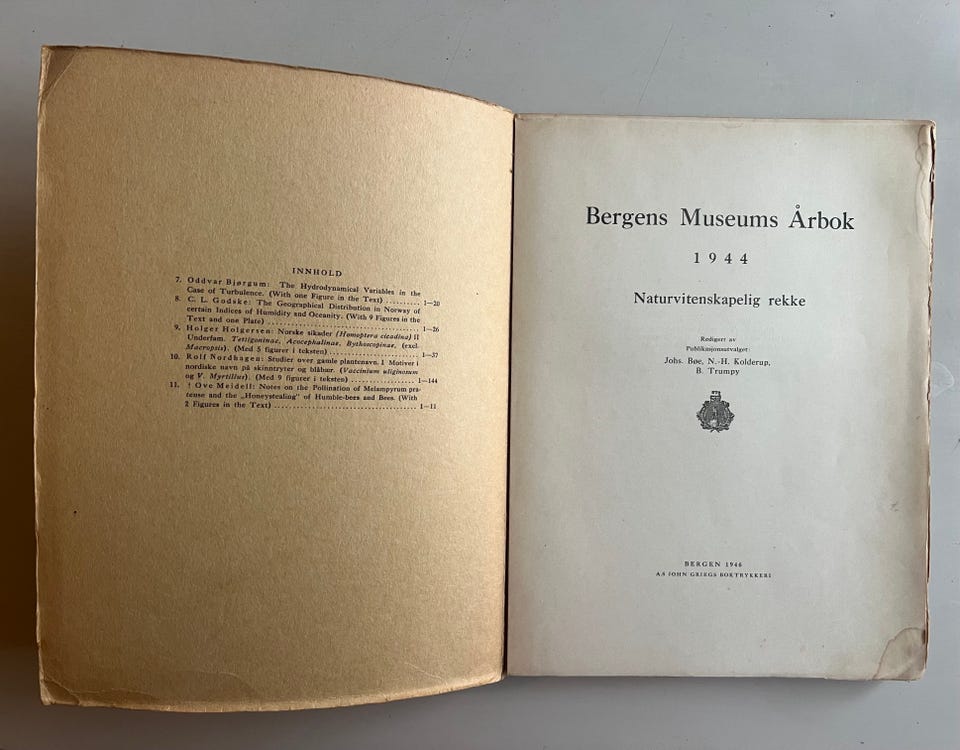 INNHOLD
7. Oddvar Bjørgum: The Hydrodynamical Variables in the
Case of Turbulence. (With one Figure in the Text) .......... 1—20
8. C. L. Godske: The Geographical Distribution in Norway of
certain Indices of Humidity and Oceanity. (With 9 Figures in the
Text and one Plate) ........................................ 1—26
9. Holger Holgersen: Norske sikader (Homoptera cicadina) II
Underfam. Tettigoninae, Acocephalinae, Bythoscopinae, (excl.
Macropsis). (Med 5 figurer i teksten) ...................... 1—37
10. Rolf Nordhagen: Studier over gamle plantenavn. I Motiver i
nordiske navn på skinntryter og blåbær. (Vaccinium uliginosum
og V. Myrtillus). (Med 9 figurer i teksten) ................ 1—144
11. † Ove Meidell: Notes on the Pollination of Melampyrum pra-
tense and the „Honeystealing" of Humble-bees and Bees. (With
2 Figures in the Text) ..................................... 1—11
Bergens Museums Årbok
1944
Naturvitenskapelig rekke
Redigert av
Publikasjonsutvalget:
Johs. Bøe, N.-H. Kolderup,
B. Trumpy
BERGEN 1946
A.S JOHN GRIEGS BOKTRYKKERI